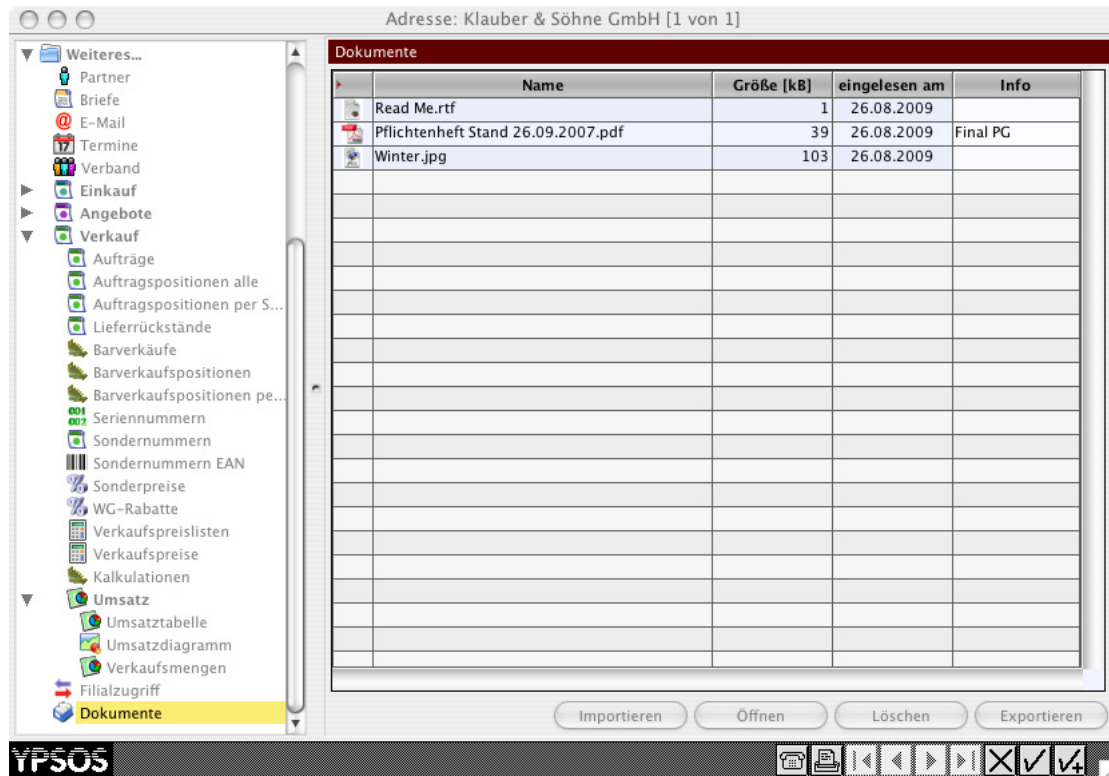 Adresse: Klauber & Söhne GmbH [1 von 1]
Weiteres...
Partner
Briefe
@ E-Mail
17 Termine
Verband
Einkauf
Angebote
Verkauf
Aufträge
Auftragspositionen alle
Auftragspositionen per S...
Lieferrückstände
Barverkäufe
Barverkaufspositionen
Barverkaufspositionen pe...
001 002 Seriennummern
Sondernummern
Sondernummern EAN
% Sonderpreise
% WG-Rabatte
Verkaufspreislisten
Verkaufspreise
Kalkulationen
Umsatz
Umsatztabelle
Umsatzdiagramm
Verkaufsmengen
Filialzugriff
Dokumente
Dokumente
Name Größe [kB] eingelesen am Info
Read Me.rtf 1 26.08.2009
Pflichtenheft Stand 26.09.2007.pdf 39 26.08.2009 Final PG
Winter.jpg 103 26.08.2009
Importieren Öffnen Löschen Exportieren
YPSOS